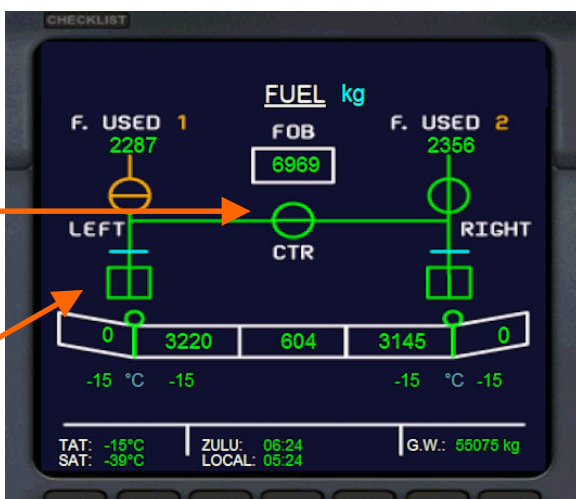 CHECKLIST
FUEL kg
F. USED 1 FOB F. USED 2
2287 6969 2356
LEFT CTR RIGHT
0 3220 604 3145 0
-15 °C -15 -15 °C -15
TAT: -15°C ZULU: 06:24 G.W.: 55075 kg
SAT: -39°C LOCAL: 05:24